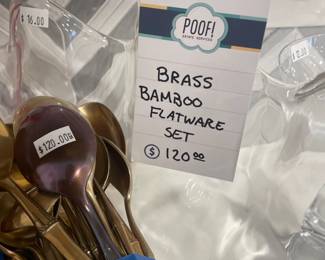 $16.00
POOF!
ESTATE SERVICES
BRASS
BAMBOO
FLATWARE
SET
$ 120.00
$120.00